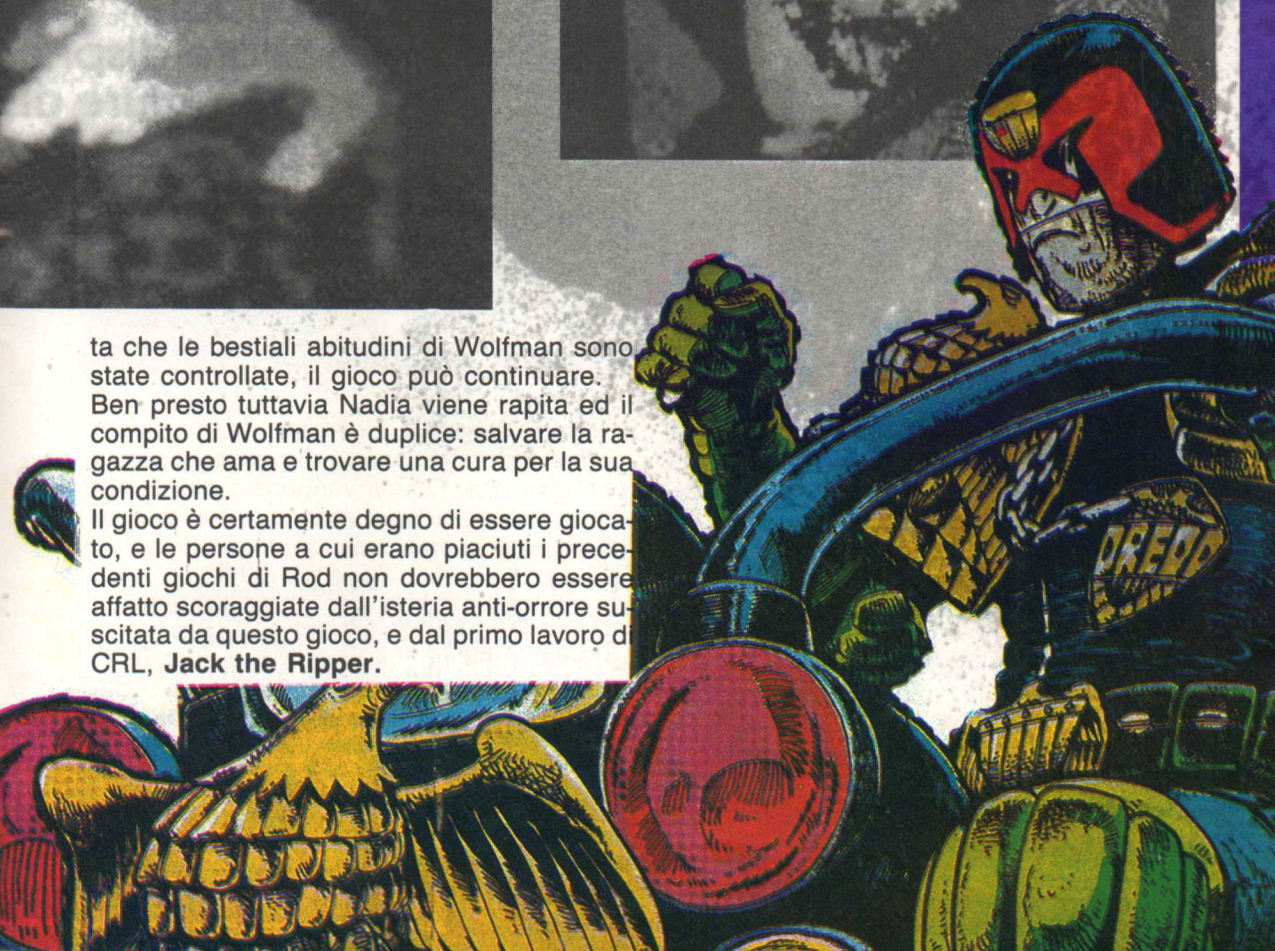 ta che le bestiali abitudini di Wolfman sono
state controllate, il gioco può continuare.
Ben presto tuttavia Nadia viene rapita ed il
compito di Wolfman è duplice: salvare la ra-
gazza che ama e trovare una cura per la sua
condizione.
Il gioco è certamente degno di essere gioca-
to, e le persone a cui erano piaciuti i prece-
denti giochi di Rod non dovrebbero essere
affatto scoraggiate dall'isteria anti-orrore su-
scitata da questo gioco, e dal primo lavoro di
CRL, Jack the Ripper.
DREDD